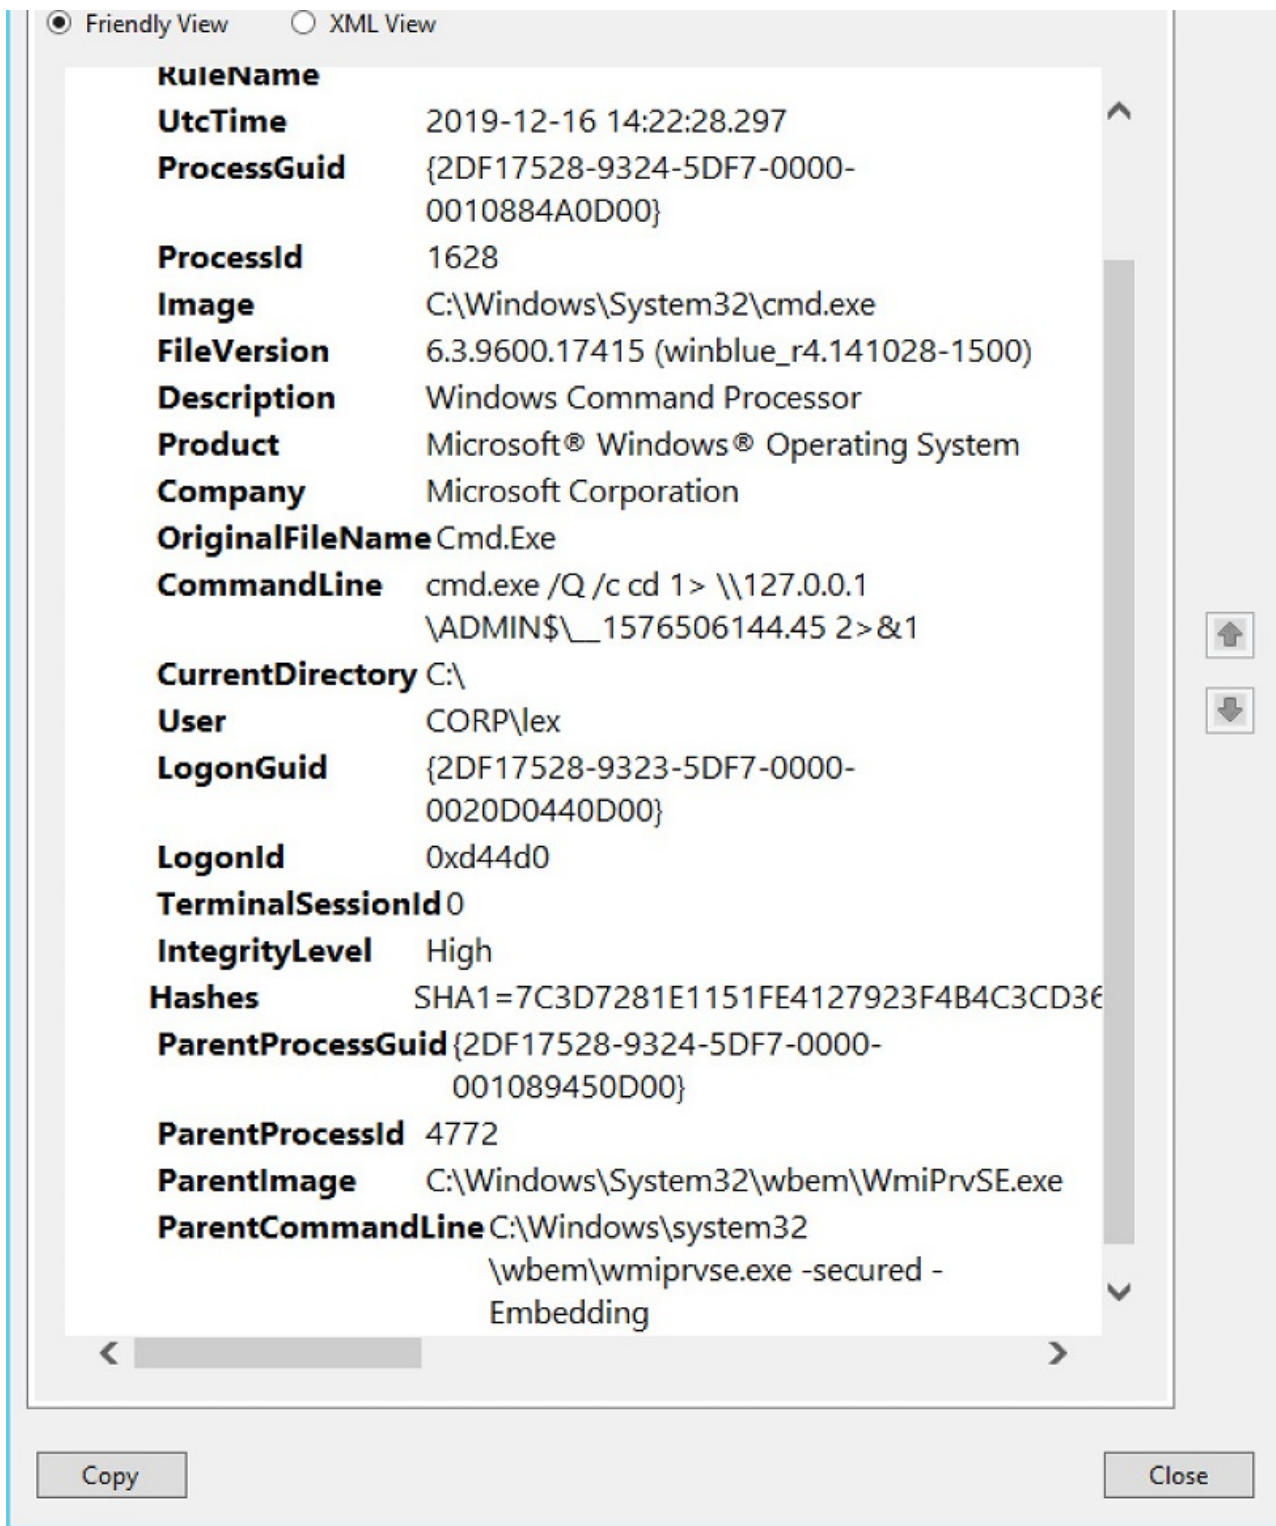 Friendly View XML View
RuleName
UtcTime 2019-12-16 14:22:28.297
ProcessGuid {2DF17528-9324-5DF7-0000-
0010884A0D00}
ProcessId 1628
Image C:\Windows\System32\cmd.exe
FileVersion 6.3.9600.17415 (winblue_r4.141028-1500)
Description Windows Command Processor
Product Microsoft® Windows® Operating System
Company Microsoft Corporation
OriginalFileName Cmd.Exe
CommandLine cmd.exe /Q /c cd 1> \\127.0.0.1
\ADMIN$\__1576506144.45 2>&1
CurrentDirectory C:\
User CORP\lex
LogonGuid {2DF17528-9323-5DF7-0000-
0020D0440D00}
LogonId 0xd44d0
TerminalSessionId 0
IntegrityLevel High
Hashes SHA1=7C3D7281E1151FE4127923F4B4C3CD36
ParentProcessGuid {2DF17528-9324-5DF7-0000-
001089450D00}
ParentProcessId 4772
ParentImage C:\Windows\System32\wbem\WmiPrvSE.exe
ParentCommandLine C:\Windows\system32
\wbem\wmiprvse.exe -secured -
Embedding
Copy Close